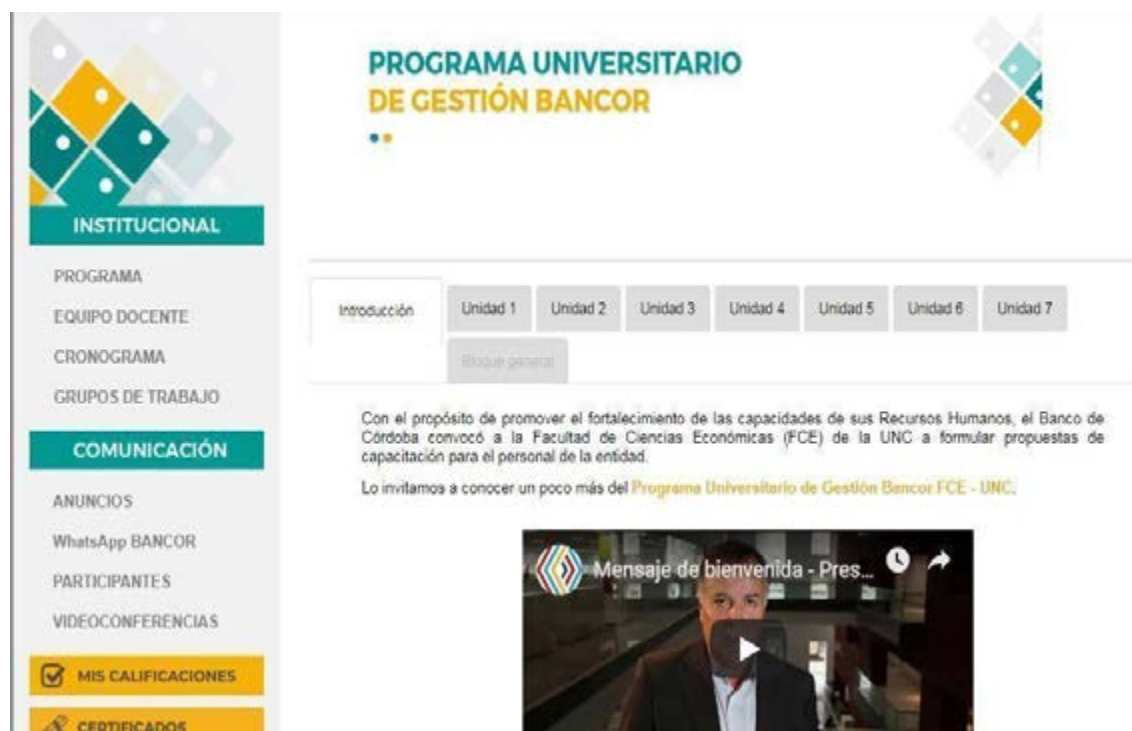 PROGRAMA UNIVERSITARIO
DE GESTIÓN BANCOR
INSTITUCIONAL
PROGRAMA
EQUIPO DOCENTE
CRONOGRAMA
GRUPOS DE TRABAJO
COMUNICACIÓN
ANUNCIOS
WhatsApp BANCOR
PARTICIPANTES
VIDEOCONFERENCIAS
MIS CALIFICACIONES
CERTIFICADOS
Introducción Unidad 1 Unidad 2 Unidad 3 Unidad 4 Unidad 5 Unidad 6 Unidad 7
Bloque general
Con el propósito de promover el fortalecimiento de las capacidades de sus Recursos Humanos, el Banco de
Córdoba convocó a la Facultad de Ciencias Económicas (FCE) de la UNC a formular propuestas de
capacitación para el personal de la entidad.
Lo invitamos a conocer un poco más del Programa Universitario de Gestión Bancor FCE - UNC.
Mensaje de bienvenida - Pres...